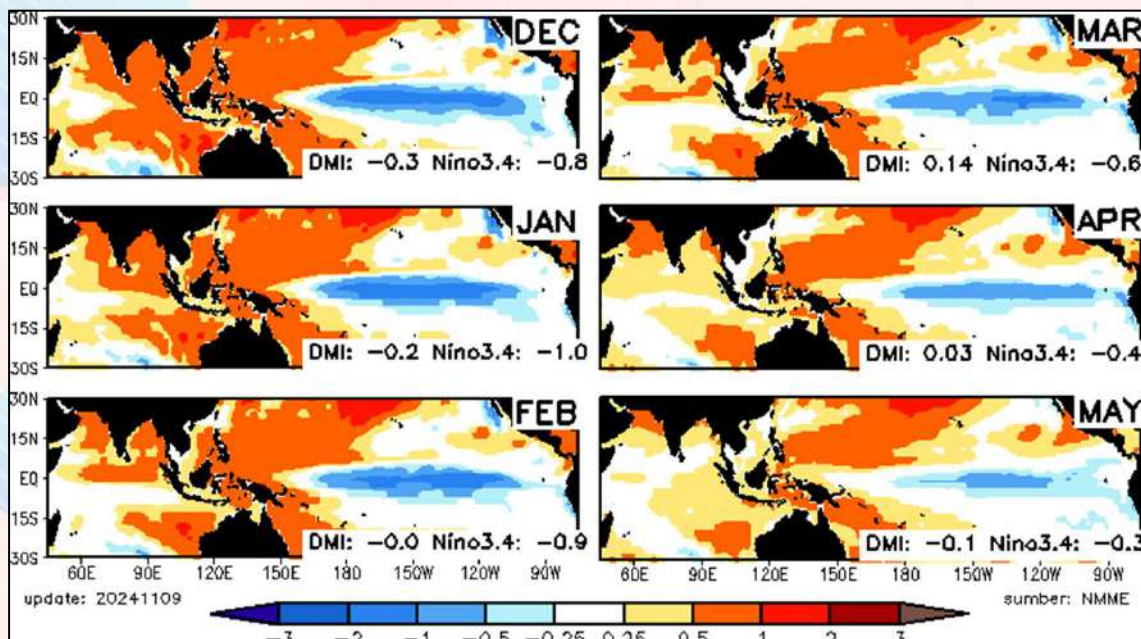 30N
15N
EQ
15S
30S
DEC
DMI: -0.3 Nino3.4: -0.8
MAR
DMI: 0.14 Nino3.4: -0.6
30N
15N
EQ
15S
30S
JAN
DMI: -0.2 Nino3.4: -1.0
APR
DMI: 0.03 Nino3.4: -0.4
30N
15N
EQ
15S
30S
FEB
DMI: -0.0 Nino3.4: -0.9
MAY
DMI: -0.1 Nino3.4: -0.3
60E 90E 120E 150E 180 150W 120W 90W
60E 90E 120E 150E 180 150W 120W 90W
update: 20241109
sumber: NMME
-3 -2 -1 -0.5 -0.25 0.25 0.5 1 2 3